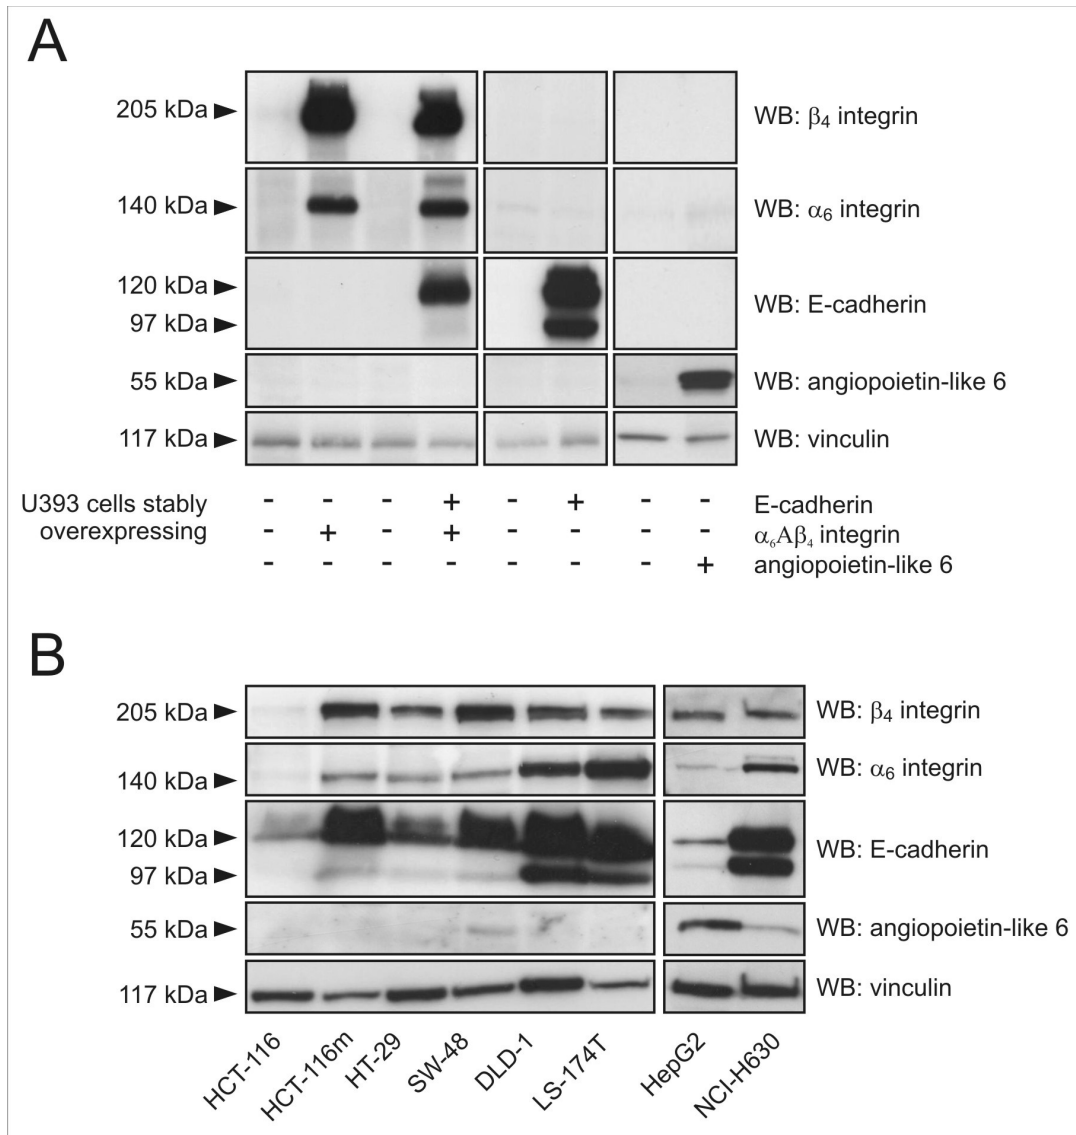 A
205 kDa WB: β4 integrin
140 kDa WB: α6 integrin
120 kDa
97 kDa WB: E-cadherin
55 kDa WB: angiopoietin-like 6
117 kDa WB: vinculin
U393 cells stably - - - + - + - - E-cadherin
overexpressing - + - + - - - - α6Aβ4 integrin
- - - - - - - + angiopoietin-like 6
B
205 kDa WB: β4 integrin
140 kDa WB: α6 integrin
120 kDa WB: E-cadherin
97 kDa
55 kDa WB: angiopoietin-like 6
117 kDa WB: vinculin
HCT-116 HCT-116m HT-29 SW-48 DLD-1 LS-174T HepG2 NCI-H630